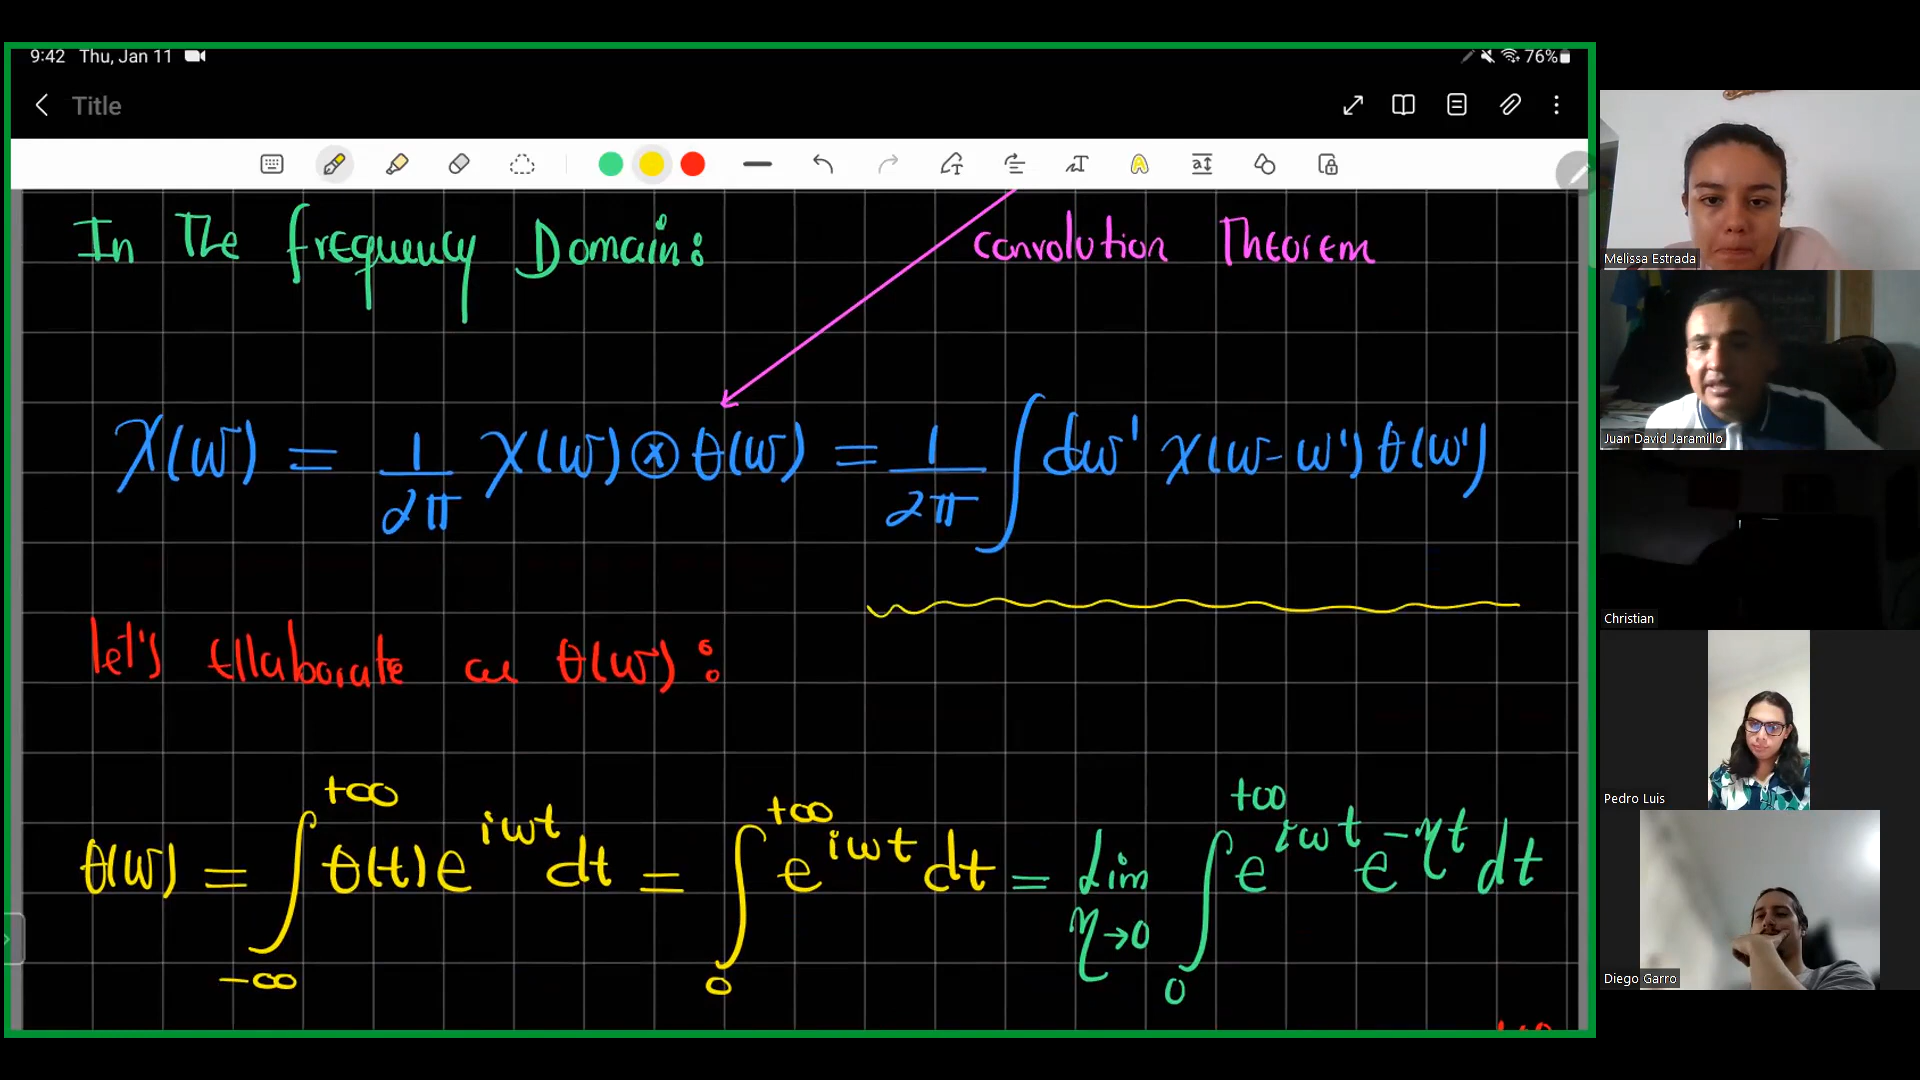 9:42 Thu, Jan 11 76%
Title
In The frequency Domain: Convolution Theorem
χ(ω) = 1/2π χ(ω) ⊗ θ(ω) = 1/2π ∫ dω' χ(ω-ω') θ(ω')
let's Ellaborate on θ(ω):
θ(ω) = ∫_{-∞}^{+∞} θ(t) e^{iωt} dt = ∫_0^{+∞} e^{iωt} dt = Lim_{η→0} ∫_0^{+∞} e^{iωt} e^{-ηt} dt
Melissa Estrada
Juan David Jaramillo
Christian
Pedro Luis
Diego Garro